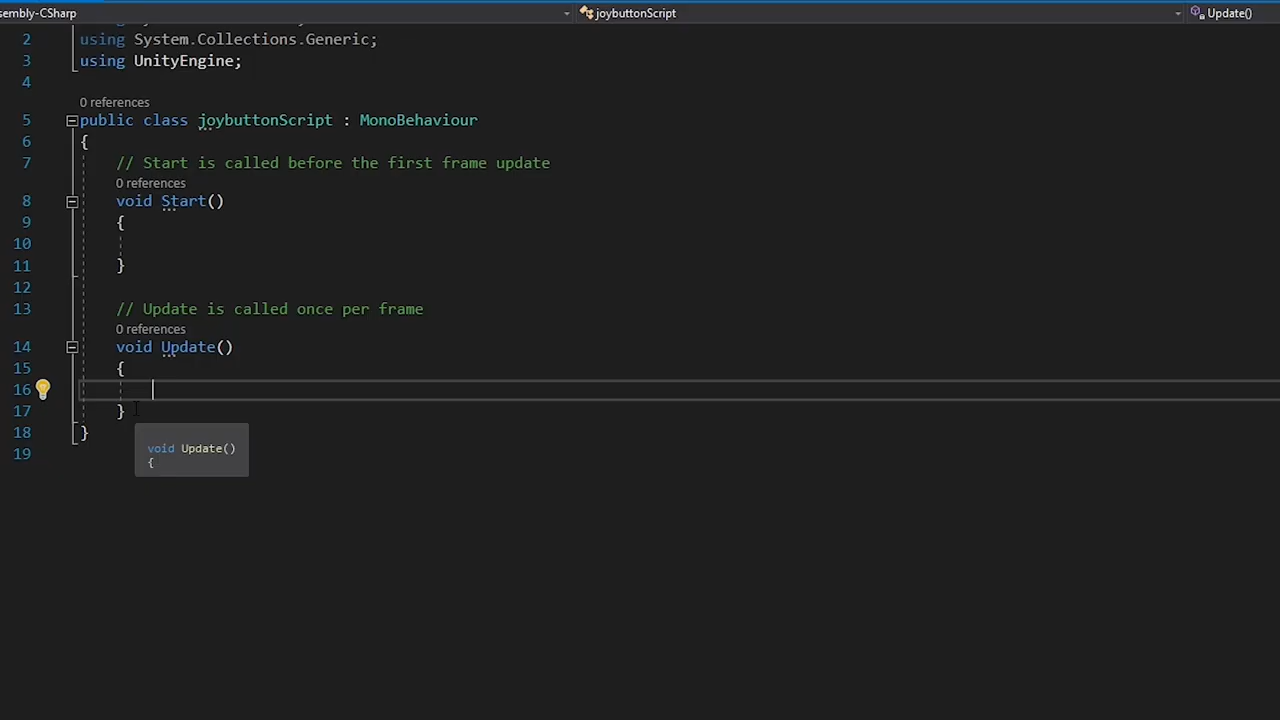 sembly-CSharp joybuttonScript Update()
2 using System.Collections.Generic;
3 using UnityEngine;
4
0 references
5 public class joybuttonScript : MonoBehaviour
6 {
7 // Start is called before the first frame update
0 references
8 void Start()
9 {
10
11 }
12
13 // Update is called once per frame
0 references
14 void Update()
15 {
16
17 }
18 }
void Update()
19
{